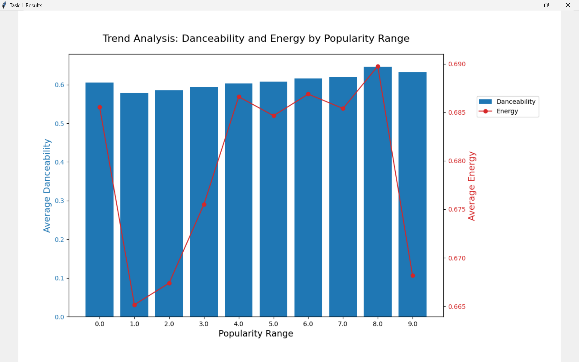 Task 1 Results
Trend Analysis: Danceability and Energy by Popularity Range
Average Danceability
0.6
0.5
0.4
0.3
0.2
0.1
0.0
0.0 1.0 2.0 3.0 4.0 5.0 6.0 7.0 8.0 9.0
Popularity Range
0.690
0.685
0.680
0.675
0.670
0.665
Average Energy
Danceability
Energy